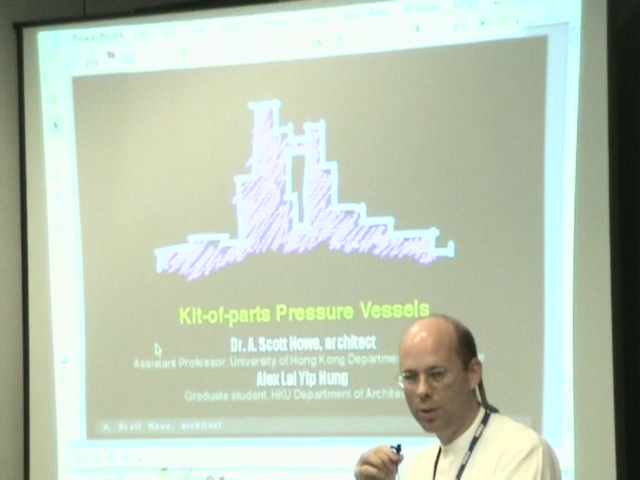 PowerPoint
Kit-of-parts Pressure Vessels
Dr. A. Scott Howe, architect
Assistant Professor, University of Hong Kong Departme
Alex Lai Yip Hung
Graduate student, HKU Department of Archite
A. Scott Howe, architect